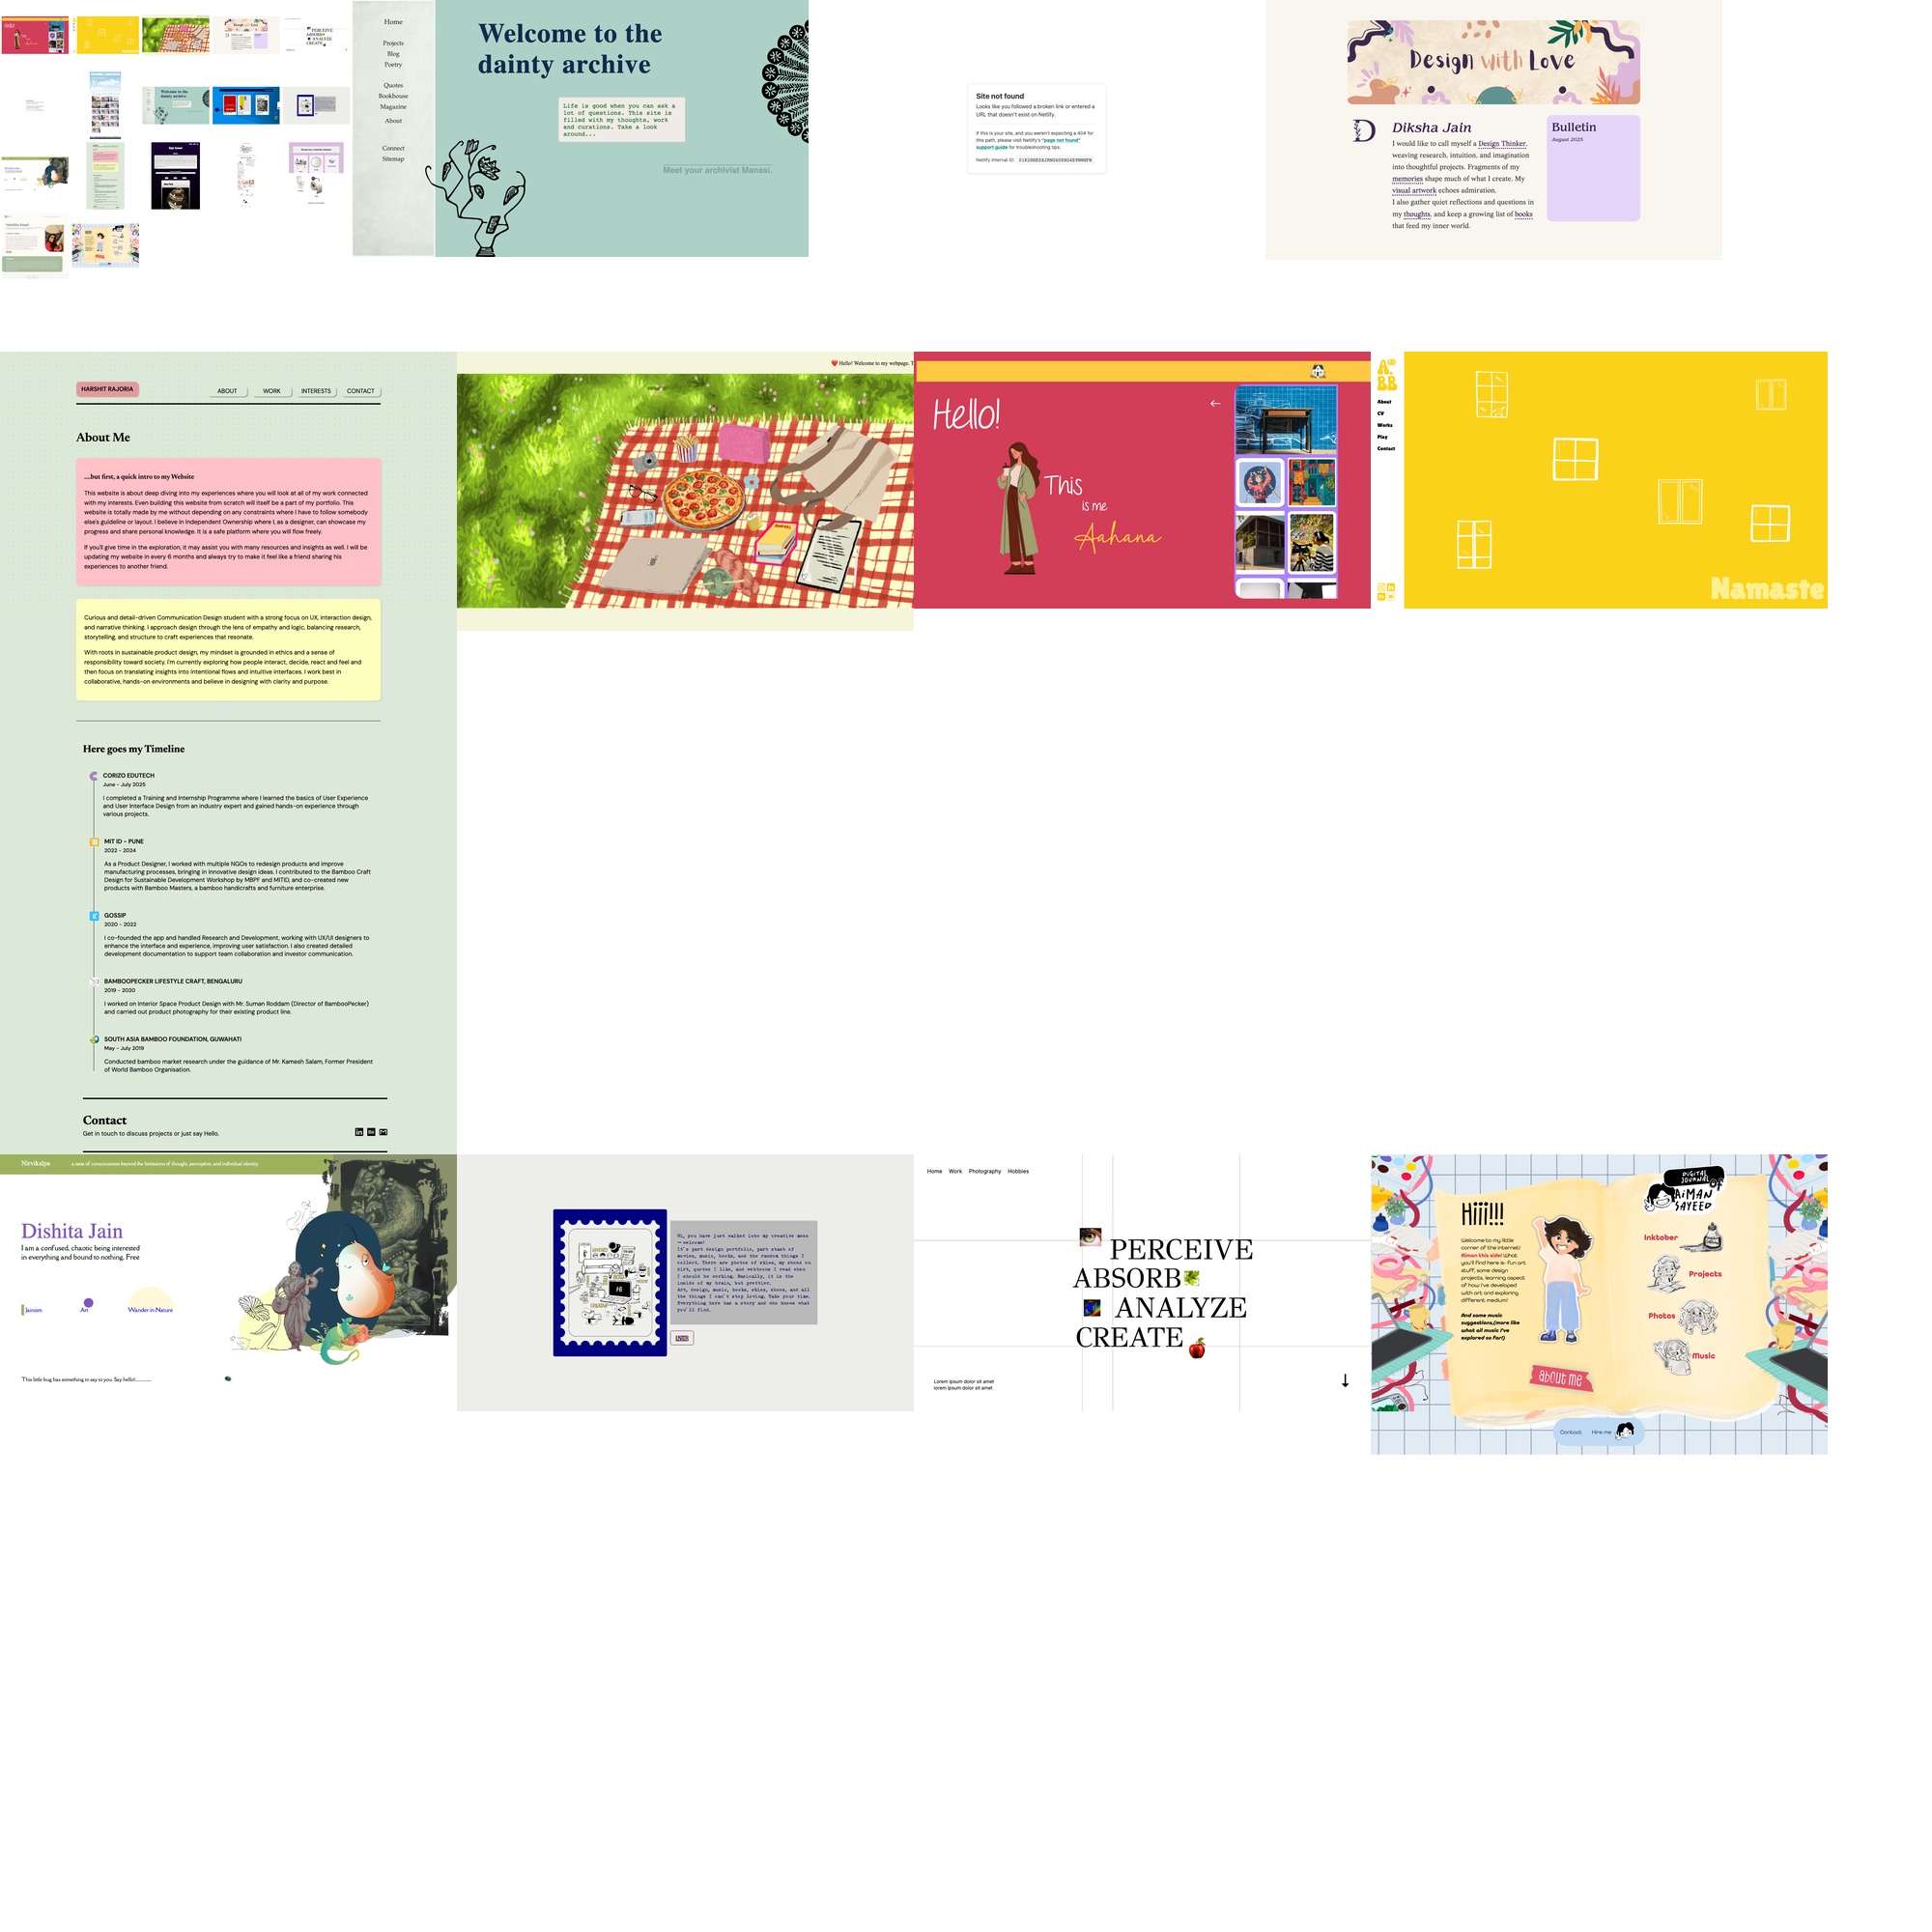 Home
Projects
Blog
Poetry
Quotes
Bookhouse
Magazine
About
Connect
Sitemap
Welcome to the
dainty archive
Life is good when you can ask a
lot of questions. This site is
filled with my thoughts, work
and curations. Take a look
around...
Meet your archivist Manasi.
Site not found
Looks like you followed a broken link or entered a
URL that doesn't exist on Netlify.
If this is your site, and you weren't expecting a 404 for
this path, please visit Netlify's "page not found"
support guide for troubleshooting tips.
Netlify Internal ID:
Design with Love
D
Diksha Jain
I would like to call myself a Design Thinker,
weaving research, intuition, and imagination
into thoughtful projects. Fragments of my
memories shape much of what I create. My
visual artwork echoes admiration.
I also gather quiet reflections and questions in
my thoughts, and keep a growing list of books
that feed my inner world.
Bulletin
August 2025
HARSHIT RAJORIA
ABOUT
WORK
INTERESTS
CONTACT
About Me
....but first, a quick intro to my Website
This website is about deep diving into my experiences where you will look at all of my work connected
with my interests. Even building this website from scratch will itself be a part of my portfolio. This
website is totally made by me without depending on any constraints where I have to follow somebody
else's guideline or layout. I believe in Independent Ownership where I, as a designer, can showcase my
progress and share personal knowledge. It is a safe platform where you will flow freely.
If you'll give time in the exploration, it may assist you with many resources and insights as well. I will be
updating my website in every 6 months and always try to make it feel like a friend sharing his
experiences to another friend.
Curious and detail-driven Communication Design student with a strong focus on UX, interaction design,
and narrative thinking. I approach design through the lens of empathy and logic, balancing research,
storytelling, and structure to craft experiences that resonate.
With roots in sustainable product design, my mindset is grounded in ethics and a sense of
responsibility toward society. I'm currently exploring how people interact, decide, react and feel and
then focus on translating insights into intentional flows and intuitive interfaces. I work best in
collaborative, hands-on environments and believe in designing with clarity and purpose.
Here goes my Timeline
CORIZO EDUTECH
June - July 2025
I completed a Training and Internship Programme where I learned the basics of User Experience
and User Interface Design from an industry expert and gained hands-on experience through
various projects.
MIT ID - PUNE
2022 - 2024
As a Product Designer, I worked with multiple NGOs to redesign products and improve
manufacturing processes, bringing in innovative design ideas. I contributed to the Bamboo Craft
Design for Sustainable Development Workshop by MBPF and MITID, and co-created new
products with Bamboo Masters, a bamboo handicrafts and furniture enterprise.
GOSSIP
2020 - 2022
I co-founded the app and handled Research and Development, working with UX/UI designers to
enhance the interface and experience, improving user satisfaction. I also created detailed
development documentation to support team collaboration and investor communication.
BAMBOOPECKER LIFESTYLE CRAFT, BENGALURU
2019 - 2020
I worked on Interior Space Product Design with Mr. Suman Roddam (Director of BambooPecker)
and carried out product photography for their existing product line.
SOUTH ASIA BAMBOO FOUNDATION, GUWAHATI
May - July 2019
Conducted bamboo market research under the guidance of Mr. Kamesh Salam, Former President
of World Bamboo Organisation.
Contact
Get in touch to discuss projects or just say Hello.
Hello! Welcome to my webpage. T
Hello!
This
is me
Aahana
A.
BB
About
CV
Works
Play
Contact
Namaste
Nirvikalpa
a state of consciousness beyond the limitations of thought, perception, and individual identity.
Dishita Jain
I am a confused, chaotic being interested
in everything and bound to nothing. Free
Jainism
Art
Wander in Nature
This little bug has something to say to you. Say hello!..............
Hi, you have just walked into my creative mess
—welcome!
It's part design portfolio, part stash of
movies, music, books, and the random things I
collect. There are photos of skies, my shoes on
dirt, quotes I like, and webtoons I read when
I should be working. Basically, it is the
inside of my brain, but prettier.
Art, design, music, books, skies, shoes, and all
the things I can't stop loving. Take your time.
Everything here has a story and who knows what
you'll find.
Home
Work
Photography
Hobbies
PERCEIVE
ABSORB
ANALYZE
CREATE
Lorem ipsum dolor sit amet
lorem ipsum dolor sit amet
DIGITAL
JOURNAL
OF
AiMAN
SAYEED
Hiii!!!
Welcome to my little
corner of the internet!
Aiman this side! What
you'll find here is- fun art
stuff, some design
projects, learning aspect
of how i've developed
with art and exploring
different medium!
And some music
suggestions,(more like
what all music I've
explored so far!)
about me
Inktober
Projects
Photos
Music
Contact
Hire me